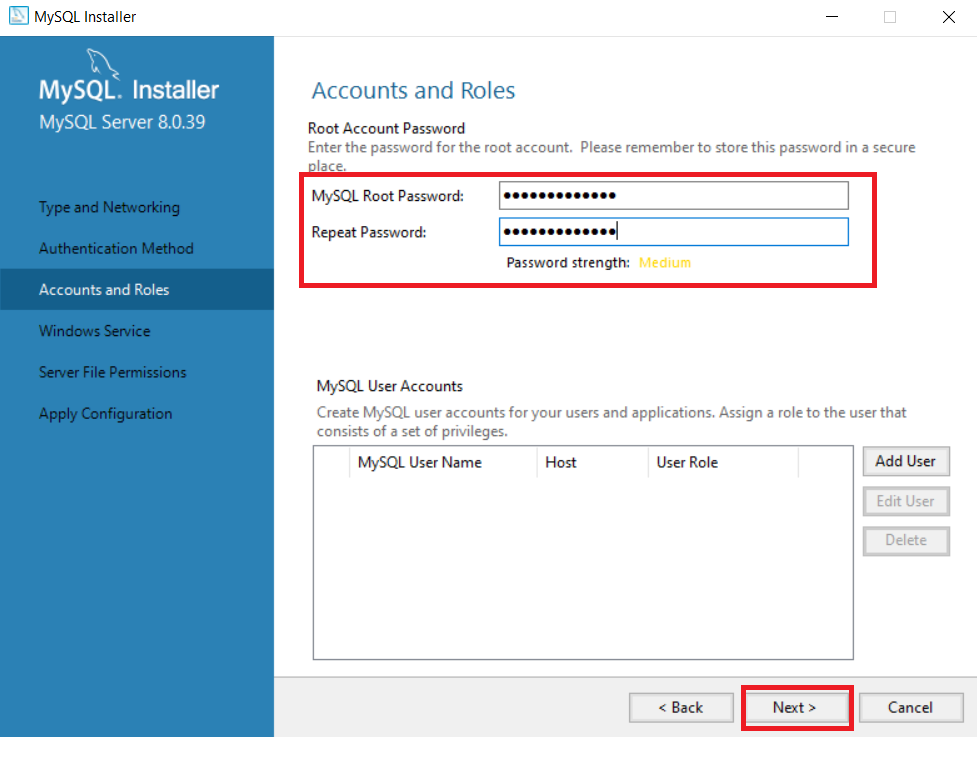 MySQL Installer
MySQL. Installer
MySQL Server 8.0.39
Type and Networking
Authentication Method
Accounts and Roles
Windows Service
Server File Permissions
Apply Configuration
Accounts and Roles
Root Account Password
Enter the password for the root account. Please remember to store this password in a secure
place.
MySQL Root Password: •••••••••••••
Repeat Password: •••••••••••••
Password strength: Medium
MySQL User Accounts
Create MySQL user accounts for your users and applications. Assign a role to the user that
consists of a set of privileges.
MySQL User Name Host User Role
Add User
Edit User
Delete
< Back Next > Cancel